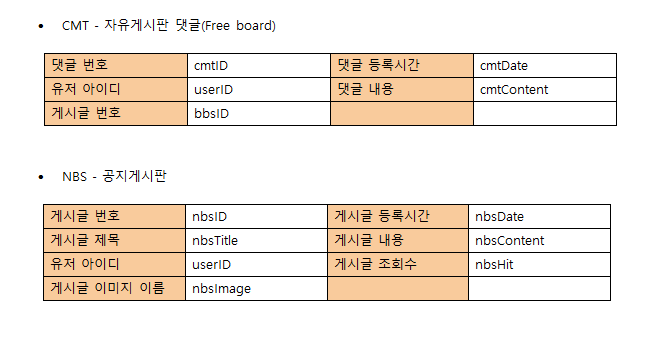 • CMT - 자유게시판 댓글(Free board)
댓글 번호 cmtID 댓글 등록시간 cmtDate
유저 아이디 userID 댓글 내용 cmtContent
게시글 번호 bbsID
• NBS - 공지게시판
게시글 번호 nbsID 게시글 등록시간 nbsDate
게시글 제목 nbsTitle 게시글 내용 nbsContent
유저 아이디 userID 게시글 조회수 nbsHit
게시글 이미지 이름 nbsImage